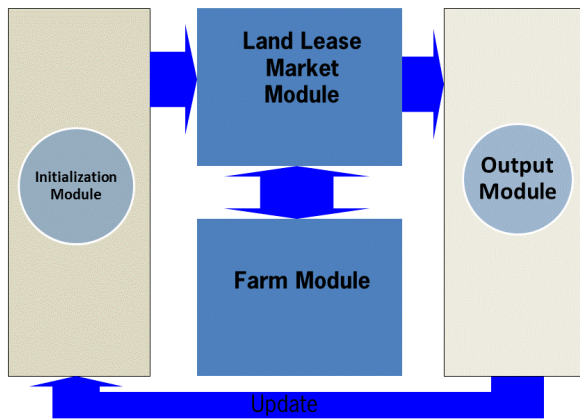 Initialization
Module
Land Lease
Market
Module
Farm Module
Output
Module
Update